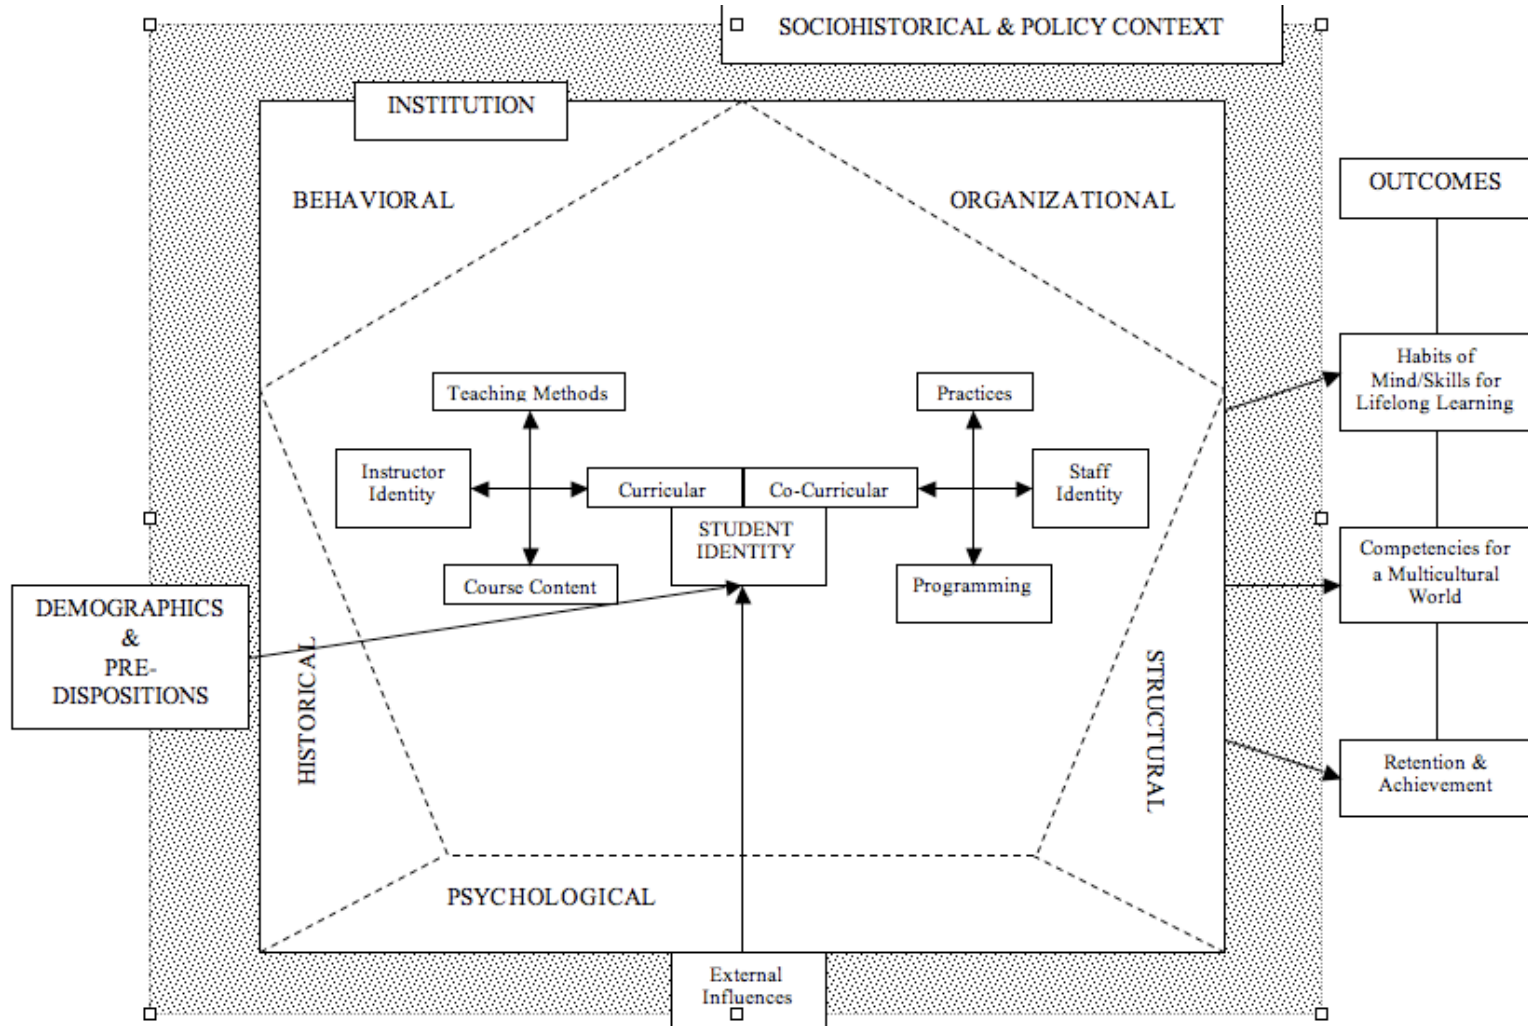 SOCIOHISTORICAL & POLICY CONTEXT
INSTITUTION
BEHAVIORAL
ORGANIZATIONAL
OUTCOMES
Habits of
Mind/Skills for
Lifelong Learning
Teaching Methods
Practices
Instructor
Identity
Curricular
Co-Curricular
Staff
Identity
STUDENT
IDENTITY
Course Content
Programming
Competencies for
a Multicultural
World
DEMOGRAPHICS
&
PRE-
DISPOSITIONS
HISTORICAL
STRUCTURAL
Retention &
Achievement
PSYCHOLOGICAL
External
Influences